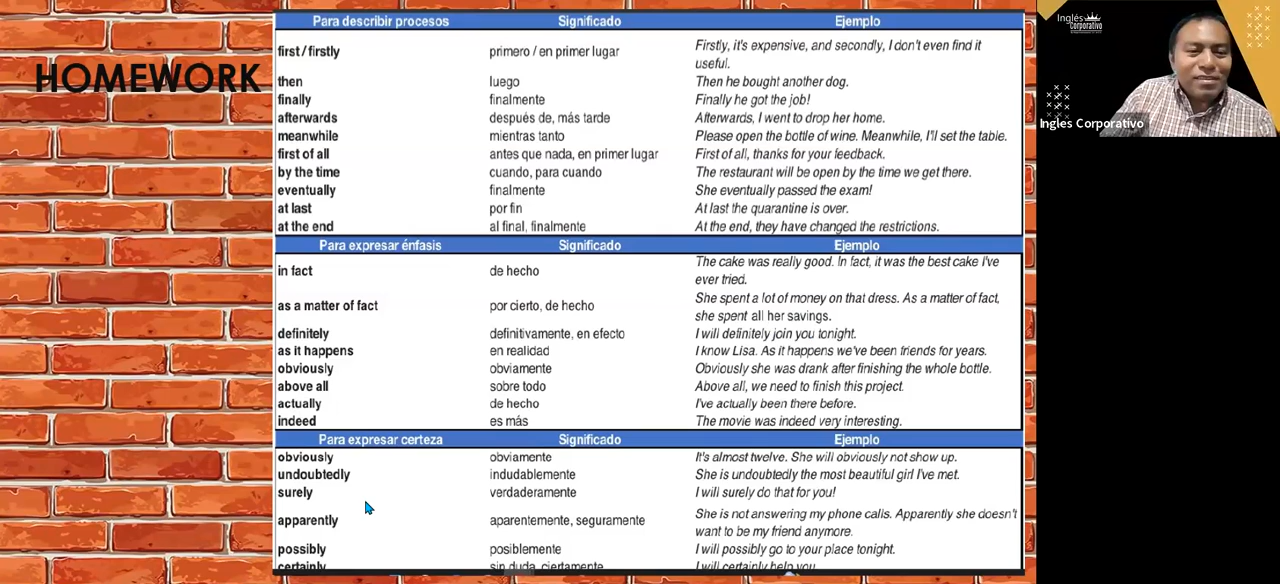 HOMEWORK
Para describir procesos Significado Ejemplo
first / firstly primero / en primer lugar Firstly, it's expensive, and secondly, I don't even find it
useful.
then luego Then he bought another dog.
finally finalmente Finally he got the job!
afterwards después de, más tarde Afterwards, I went to drop her home.
meanwhile mientras tanto Please open the bottle of wine. Meanwhile, I'll set the table.
first of all antes que nada, en primer lugar First of all, thanks for your feedback.
by the time cuando, para cuando The restaurant will be open by the time we get there.
eventually finalmente She eventually passed the exam!
at last por fin At last the quarantine is over.
at the end al final, finalmente At the end, they have changed the restrictions.
Para expresar énfasis Significado Ejemplo
in fact de hecho The cake was really good. In fact, it was the best cake I've
ever tried.
as a matter of fact por cierto, de hecho She spent a lot of money on that dress. As a matter of fact,
she spent all her savings.
definitely definitivamente, en efecto I will definitely join you tonight.
as it happens en realidad I know Lisa. As it happens we've been friends for years.
obviously obviamente Obviously she was drank after finishing the whole bottle.
above all sobre todo Above all, we need to finish this project.
actually de hecho I've actually been there before.
indeed es más The movie was indeed very interesting.
Para expresar certeza Significado Ejemplo
obviously obviamente It's almost twelve. She will obviously not show up.
undoubtedly indudablemente She is undoubtedly the most beautiful girl I've met.
surely verdaderamente I will surely do that for you!
apparently aparentemente, seguramente She is not answering my phone calls. Apparently she doesn't
want to be my friend anymore.
possibly posiblemente I will possibly go to your place tonight.
certainly sin duda, ciertamente I will certainly help you.
Inglés
Corporativo
Ingles Corporativo